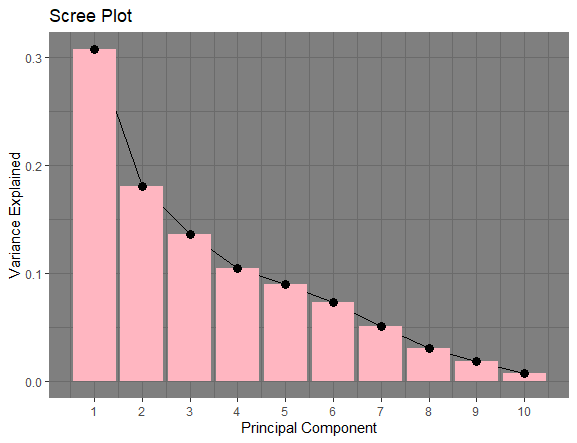 Scree Plot
Variance Explained
0.3
0.2
0.1
0.0
1 2 3 4 5 6 7 8 9 10
Principal Component